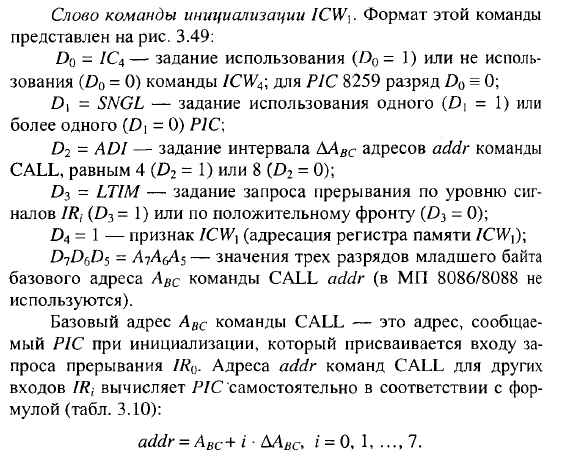 Слово команды инициализации ICW₁. Формат этой команды
представлен на рис. 3.49:
D₀ = IC₄ — задание использования (D₀ = 1) или не исполь-
зования (D₀ = 0) команды ICW₄; для PIC 8259 разряд D₀ ≡ 0;
D₁ = SNGL — задание использования одного (D₁ = 1) или
более одного (D₁ = 0) PIC;
D₂ = ADI — задание интервала ΔA_BC адресов addr команды
CALL, равным 4 (D₂ = 1) или 8 (D₂ = 0);
D₃ = LTIM — задание запроса прерывания по уровню сиг-
налов IRᵢ (D₃ = 1) или по положительному фронту (D₃ = 0);
D₄ = 1 — признак ICW₁ (адресация регистра памяти ICW₁);
D₇D₆D₅ = A₇A₆A₅ — значения трех разрядов младшего байта
базового адреса A_BC команды CALL addr (в МП 8086/8088 не
используются).
Базовый адрес A_BC команды CALL — это адрес, сообщае-
мый PIC при инициализации, который присваивается входу за-
проса прерывания IR₀. Адреса addr команд CALL для других
входов IRᵢ вычисляет PIC самостоятельно в соответствии с фор-
мулой (табл. 3.10):
addr = A_BC + i · ΔA_BC, i = 0, 1, ..., 7.